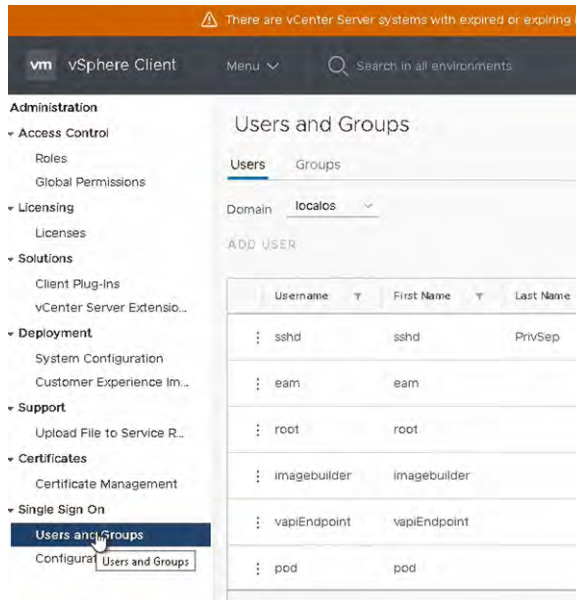 There are vCenter Server systems with expired or expiring
vm vSphere Client Menu Search in all environments
Administration
Access Control
Roles
Global Permissions
Licensing
Licenses
Solutions
Client Plug-Ins
vCenter Server Extensio...
Deployment
System Configuration
Customer Experience Im...
Support
Upload File to Service R...
Certificates
Certificate Management
Single Sign On
Users and Groups
Configurat
Users and Groups
Users and Groups
Users Groups
Domain localos
ADD USER
Username First Name Last Name
sshd sshd PrivSep
eam eam
root root
imagebuilder imagebuilder
vapiEndpoint vapiEndpoint
pod pod